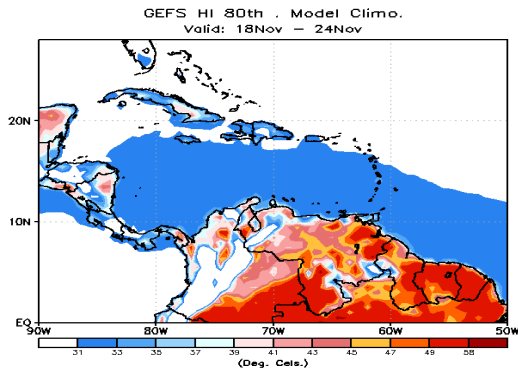 GEFS HI 80th . Model Climo.
Valid: 18Nov – 24Nov
20N
10N
EQ
90W 80W 70W 60W 50W
31 33 35 37 39 41 43 45 47 49 58
(Deg. Cels.)